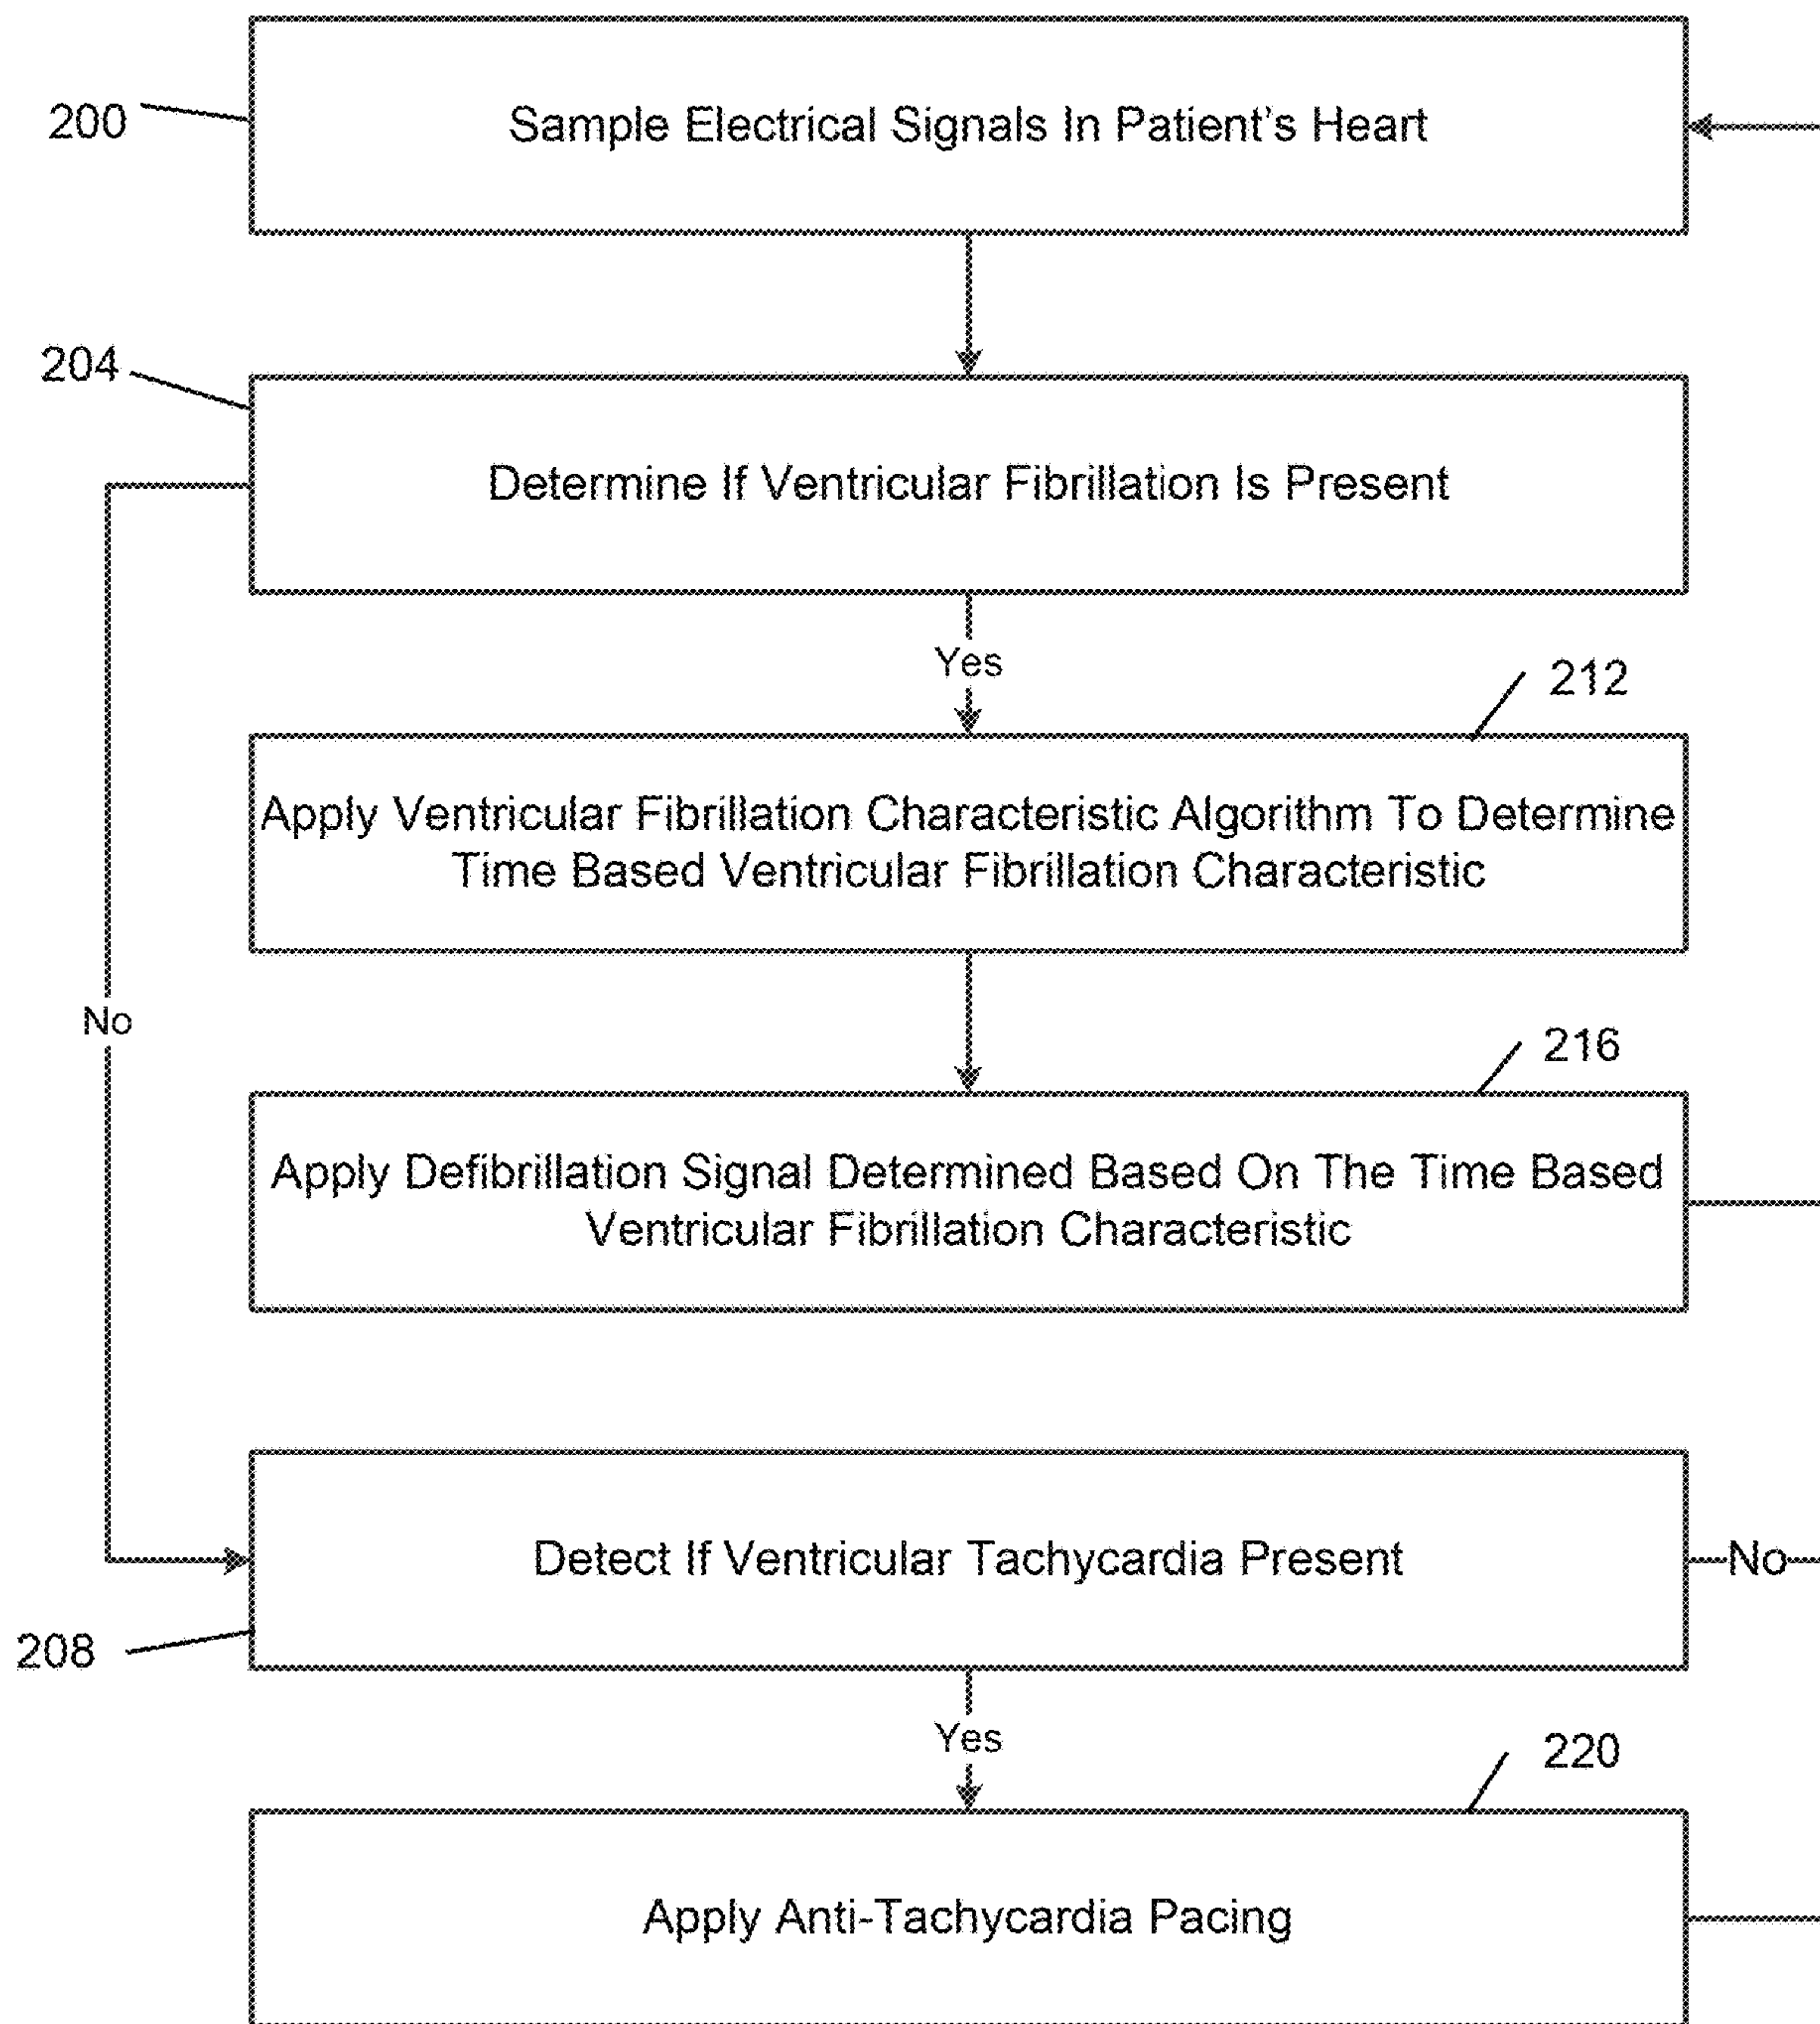 200
Sample Electrical Signals In Patient's Heart
204
Determine If Ventricular Fibrillation Is Present
Yes
212
Apply Ventricular Fibrillation Characteristic Algorithm To Determine
Time Based Ventricular Fibrillation Characteristic
No
216
Apply Defibrillation Signal Determined Based On The Time Based
Ventricular Fibrillation Characteristic
Detect If Ventricular Tachycardia Present
No
208
Yes
220
Apply Anti-Tachycardia Pacing